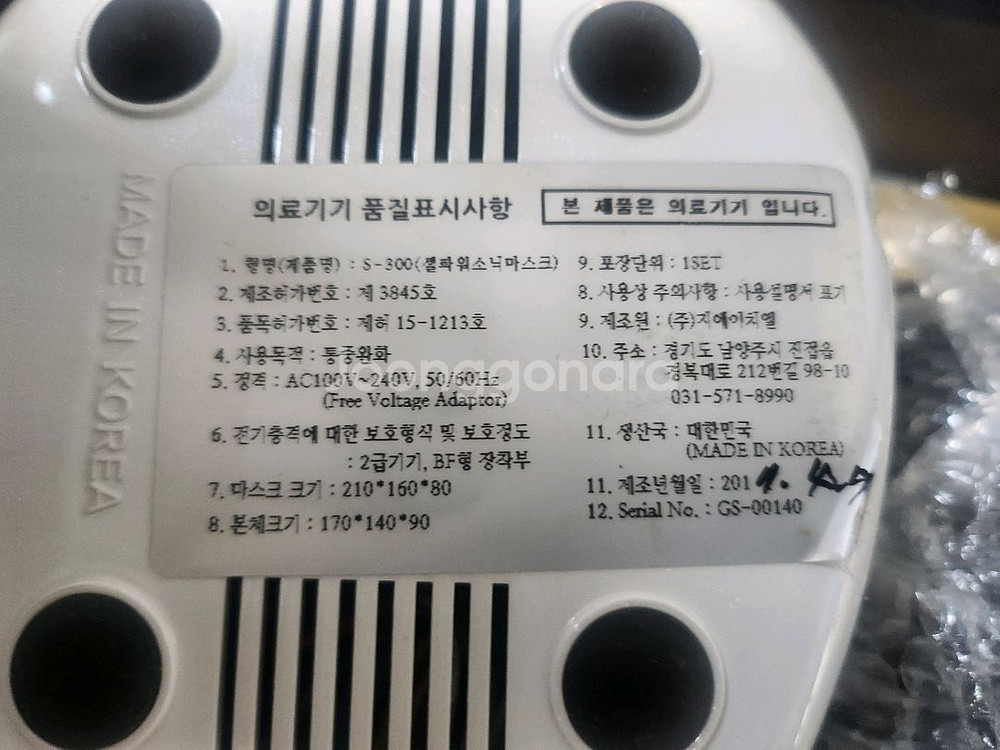 MADE IN KOREA
의료기기 품질표시사항
본 제품은 의료기기 입니다.
1. 형명(제품명) : S-300(셀파워소닉마스크)
2. 제조허가번호 : 제 3845호
3. 품목허가번호 : 제허 15-1213호
4. 사용목적 : 통증완화
5. 정격 : AC100V~240V, 50/60Hz
(Free Voltage Adaptor)
6. 전기충격에 대한 보호형식 및 보호정도
: 2급기기, BF형 장착부
7. 마스크 크기 : 210*160*80
8. 본체크기 : 170*140*90
9. 포장단위 : 1SET
8. 사용상 주의사항 : 사용설명서 표기
9. 제조원 : (주)지에이치엘
10. 주소 : 경기도 남양주시 진접읍
경복대로 212번길 98-10
031-571-8990
11. 생산국 : 대한민국
(MADE IN KOREA)
11. 제조년월일 : 201
12. Serial No. : GS-00140
joonggonara